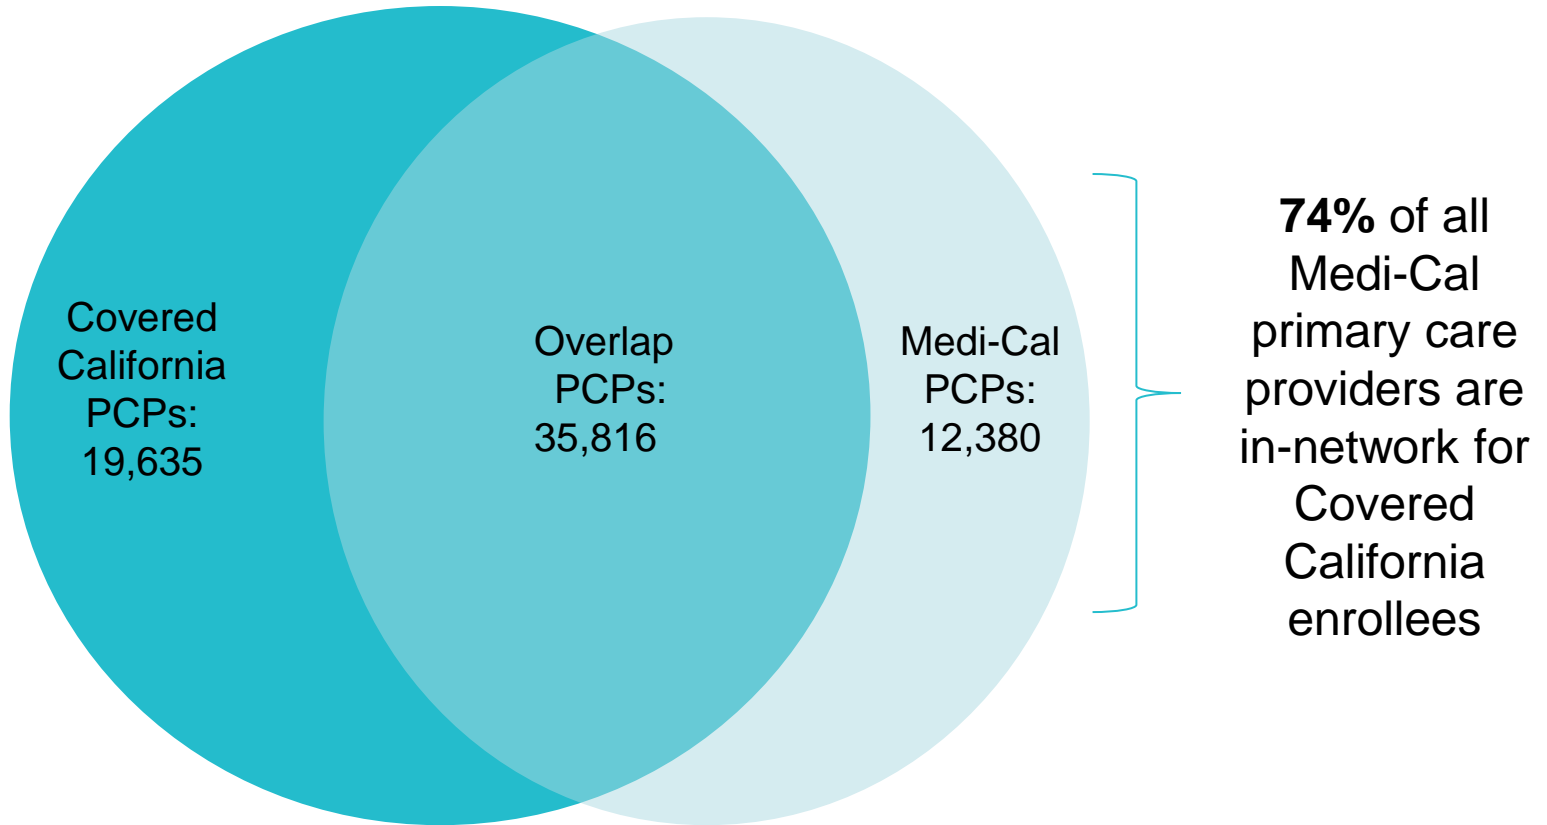 Covered
California
PCPs:
19,635
Overlap
PCPs:
35,816
Medi-Cal
PCPs:
12,380
74% of all
Medi-Cal
primary care
providers are
in-network for
Covered
California
enrollees